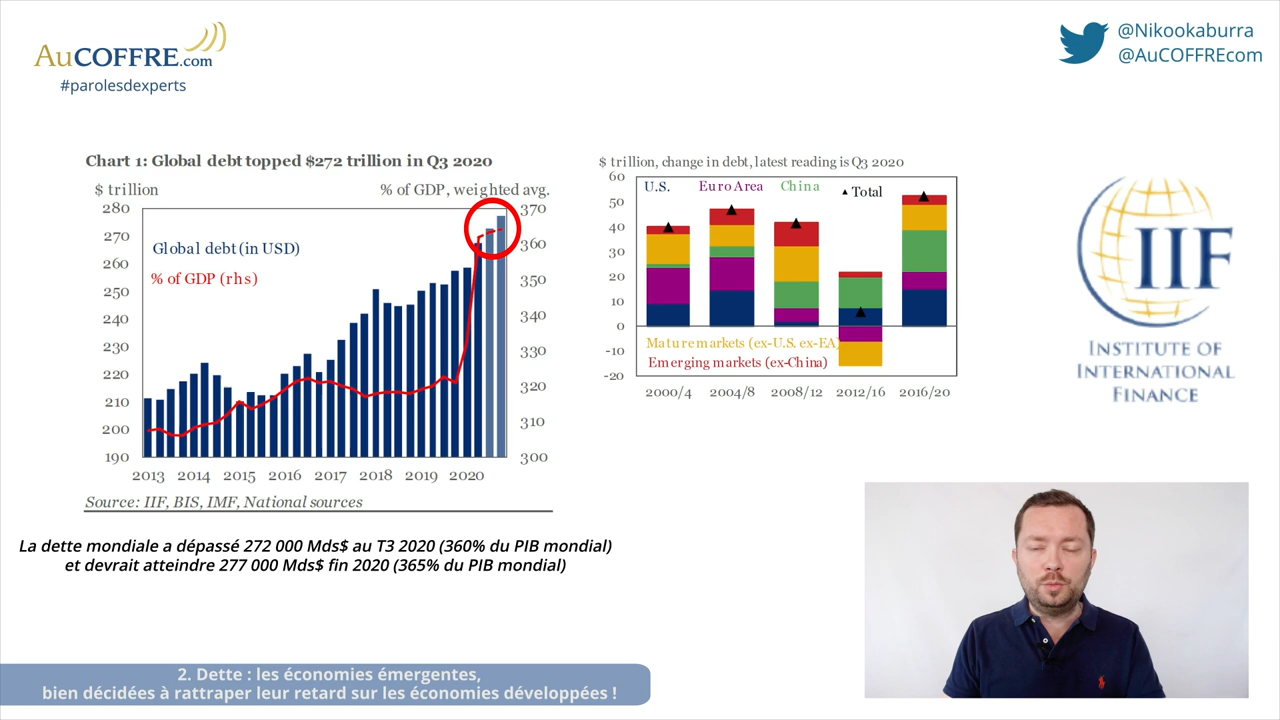 AuCOFFRE.com
#parolesdexperts
@Nikookaburra
@AuCOFFREcom
Chart 1: Global debt topped $272 trillion in Q3 2020
$ trillion
% of GDP, weighted avg.
280
270
260
250
240
230
220
210
200
190
370
360
350
340
330
320
310
300
Global debt (in USD)
% of GDP (rhs)
2013 2014 2015 2016 2017 2018 2019 2020
Source: IIF, BIS, IMF, National sources
$ trillion, change in debt, latest reading is Q3 2020
60
50
40
30
20
10
0
-10
-20
U.S. Euro Area China Total
Mature markets (ex-U.S. ex-EA)
Emerging markets (ex-China)
2000/4 2004/8 2008/12 2012/16 2016/20
IIF
INSTITUTE OF
INTERNATIONAL
FINANCE
La dette mondiale a dépassé 272 000 Mds$ au T3 2020 (360% du PIB mondial)
et devrait atteindre 277 000 Mds$ fin 2020 (365% du PIB mondial)
2. Dette : les économies émergentes,
bien décidées à rattraper leur retard sur les économies développées !